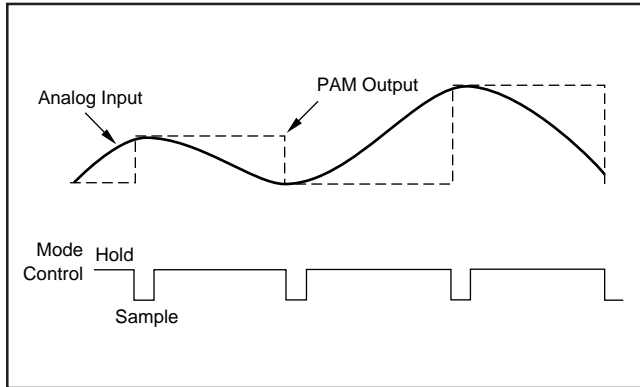 PAM Output
Analog Input
Mode
Control
Hold
Sample